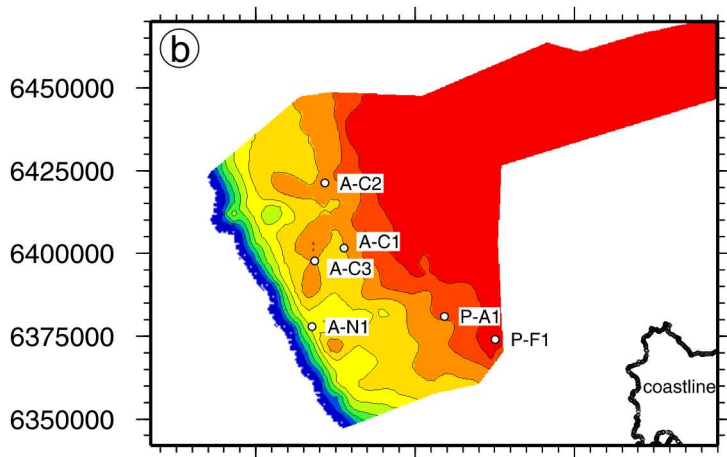 b
6450000
6425000
6400000
6375000
6350000
A-C2
A-C1
A-C3
A-N1
P-A1
P-F1
coastline